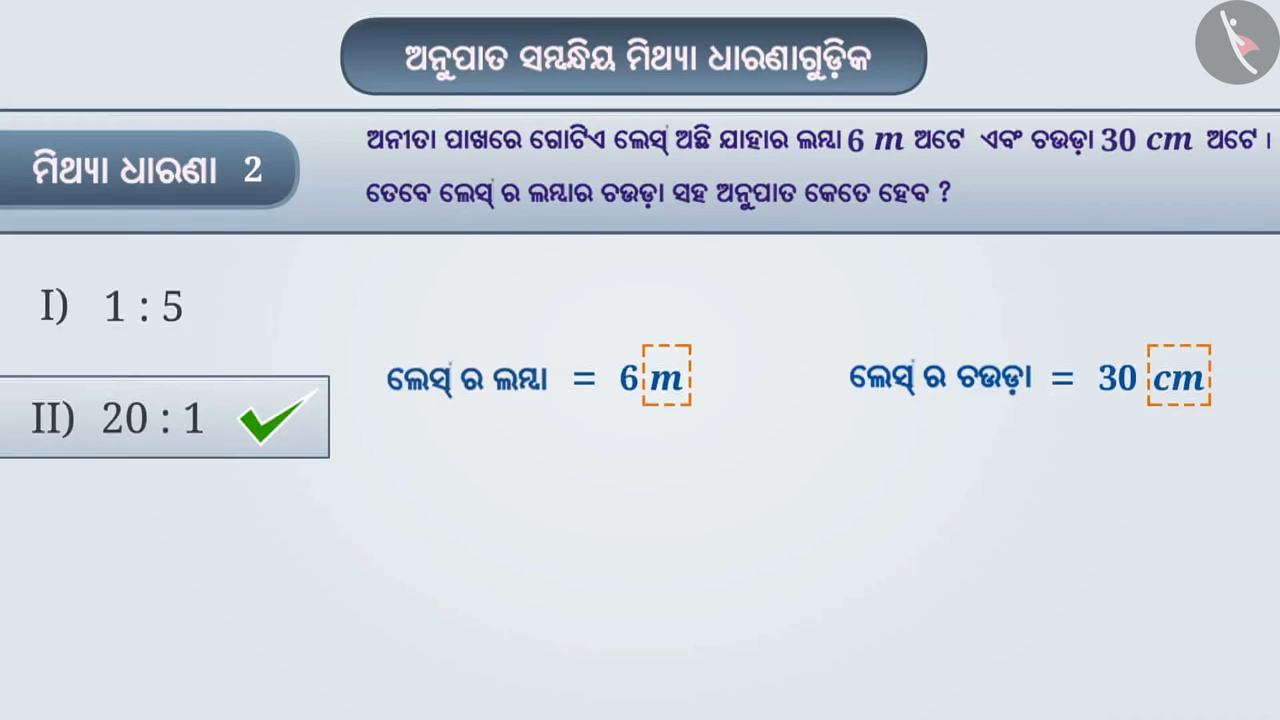 ଅନୁପାତ ସମ୍ବନ୍ଧିୟ ମିଥ୍ୟା ଧାରଣାଗୁଡ଼ିକ
ମିଥ୍ୟା ଧାରଣା 2
ଅନୀତା ପାଖରେ ଗୋଟିଏ ଲେସ୍ ଅଛି ଯାହାର ଲମ୍ବା 6 m ଅଟେ ଏବଂ ଚଉଡ଼ା 30 cm ଅଟେ ।
ତେବେ ଲେସ୍ ର ଲମ୍ବାର ଚଉଡ଼ା ସହ ଅନୁପାତ କେତେ ହେବ ?
I) 1 : 5
ଲେସ୍ ର ଲମ୍ବା = 6 m
ଲେସ୍ ର ଚଉଡ଼ା = 30 cm
II) 20 : 1